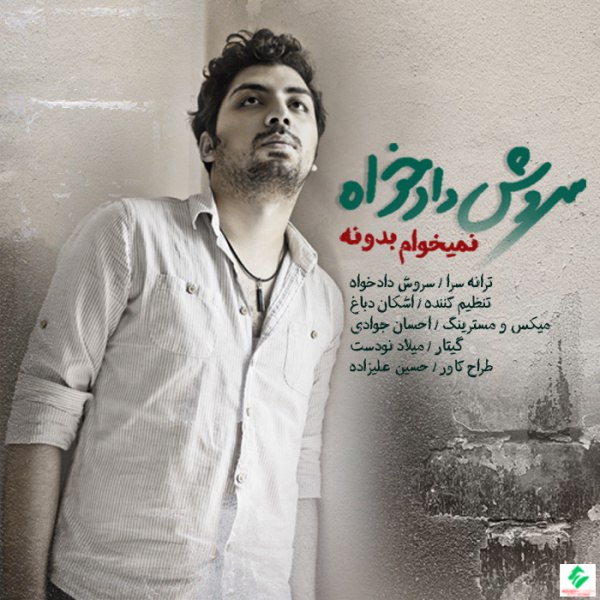 سروش دادخواه
نمیخوام بدونه
ترانه سرا / سروش دادخواه
تنظیم کننده / اشکان دباغ
میکس و مسترینگ / احسان جوادی
گیتار / میلاد نودست
طراح کاور / حسین علیزاده